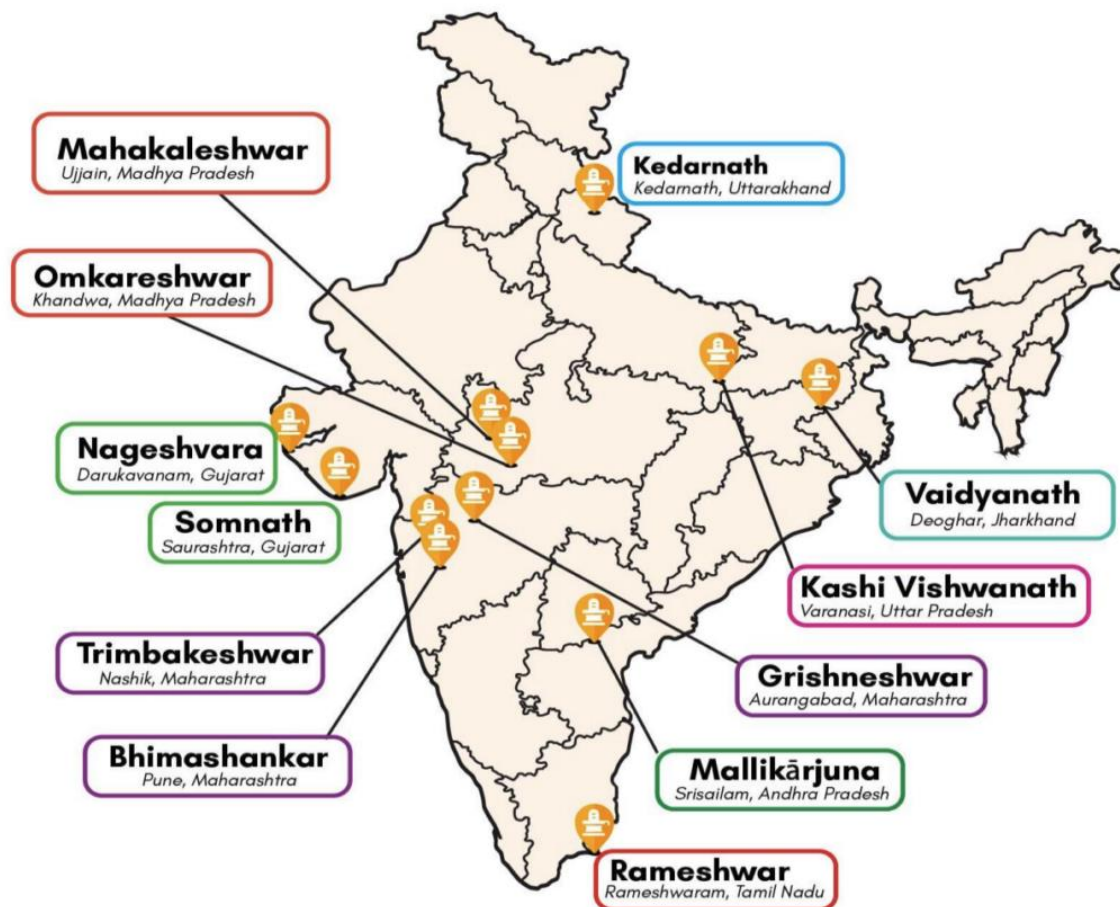 Mahakaleshwar
Ujjain, Madhya Pradesh
Kedarnath
Kedarnath, Uttarakhand
Omkareshwar
Khandwa, Madhya Pradesh
Nageshvara
Darukavanam, Gujarat
Somnath
Saurashtra, Gujarat
Vaidyanath
Deoghar, Jharkhand
Kashi Vishwanath
Varanasi, Uttar Pradesh
Trimbakeshwar
Nashik, Maharashtra
Grishneshwar
Aurangabad, Maharashtra
Bhimashankar
Pune, Maharashtra
Mallikārjuna
Srisailam, Andhra Pradesh
Rameshwar
Rameshwaram, Tamil Nadu